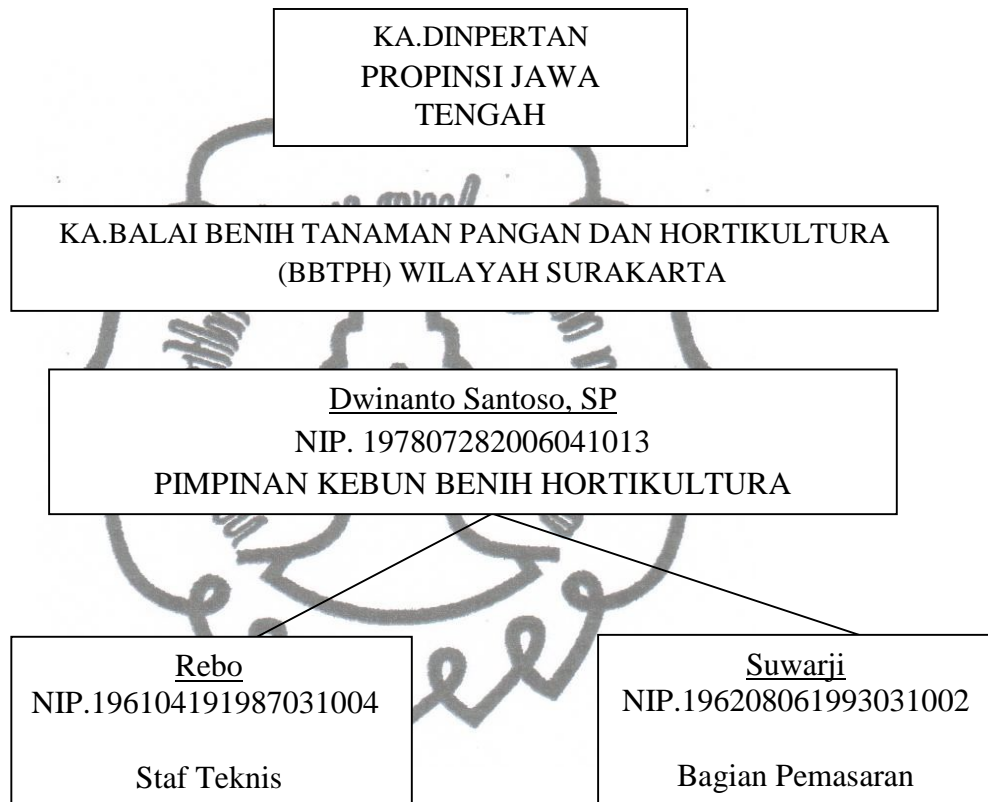 KA.DINPERTAN
PROPINSI JAWA
TENGAH
KA.BALAI BENIH TANAMAN PANGAN DAN HORTIKULTURA
(BBTPH) WILAYAH SURAKARTA
Dwinanto Santoso, SP
NIP. 197807282006041013
PIMPINAN KEBUN BENIH HORTIKULTURA
Rebo
NIP.196104191987031004
Staf Teknis
Suwarji
NIP.196208061993031002
Bagian Pemasaran